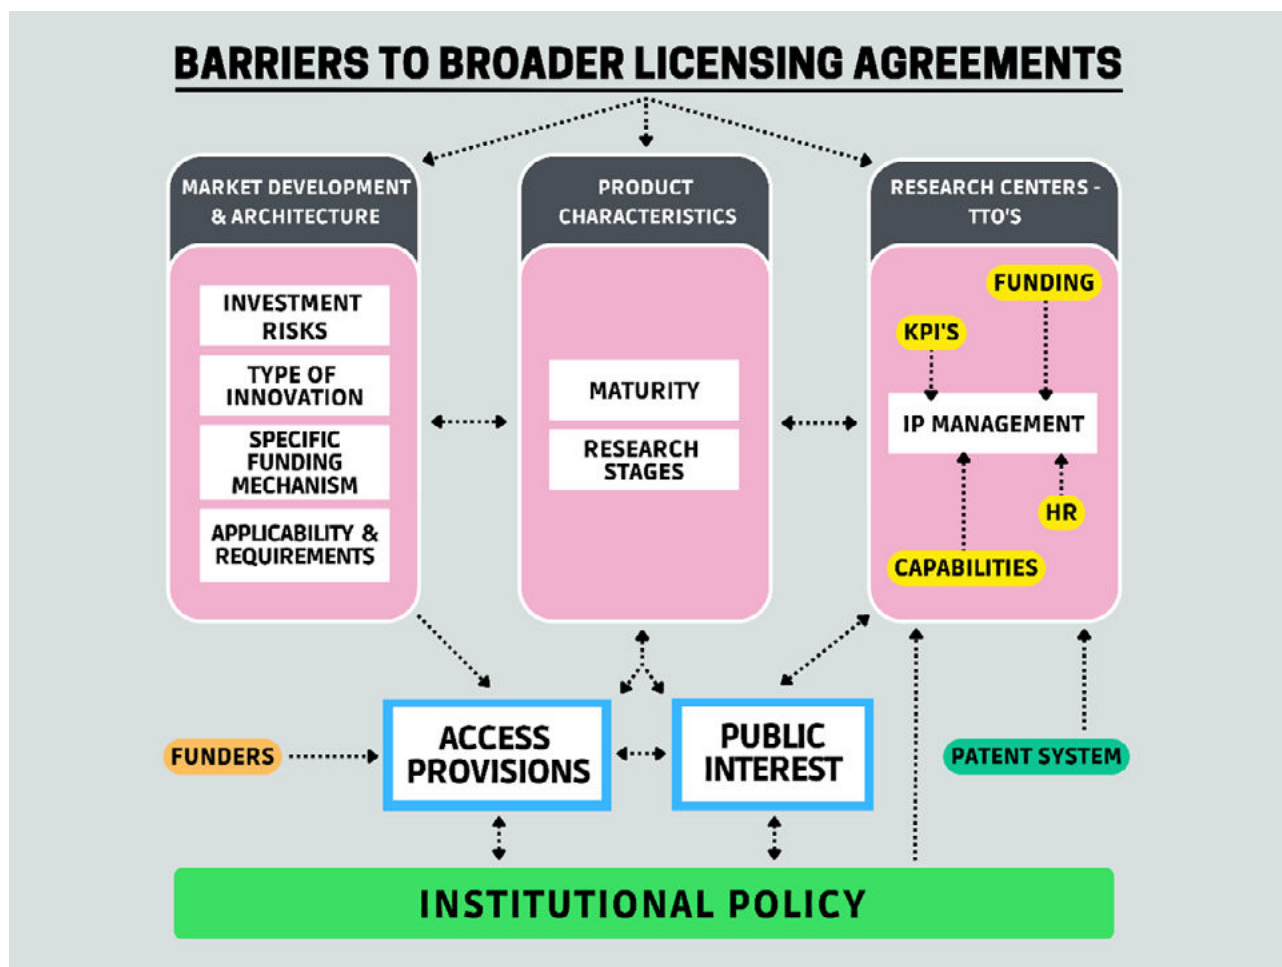 BARRIERS TO BROADER LICENSING AGREEMENTS
MARKET DEVELOPMENT
& ARCHITECTURE
INVESTMENT
RISKS
TYPE OF
INNOVATION
SPECIFIC
FUNDING
MECHANISM
APPLICABILITY &
REQUIREMENTS
PRODUCT
CHARACTERISTICS
MATURITY
RESEARCH
STAGES
RESEARCH CENTERS -
TTO'S
FUNDING
KPI'S
IP MANAGEMENT
HR
CAPABILITIES
FUNDERS
ACCESS
PROVISIONS
PUBLIC
INTEREST
PATENT SYSTEM
INSTITUTIONAL POLICY